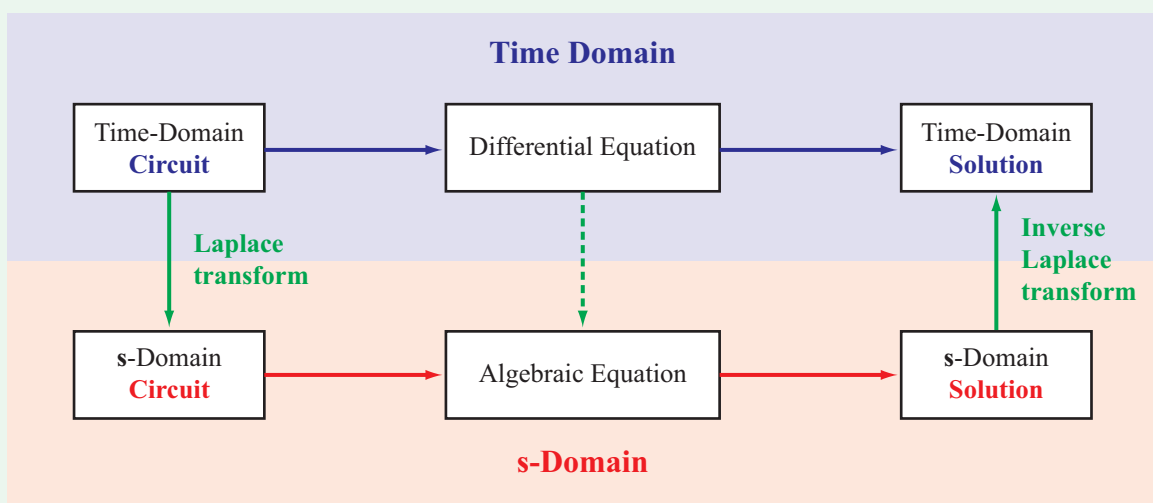 Time Domain
Time-Domain
Circuit
Differential Equation
Time-Domain
Solution
Laplace
transform
Inverse
Laplace
transform
s-Domain
Circuit
Algebraic Equation
s-Domain
Solution
s-Domain